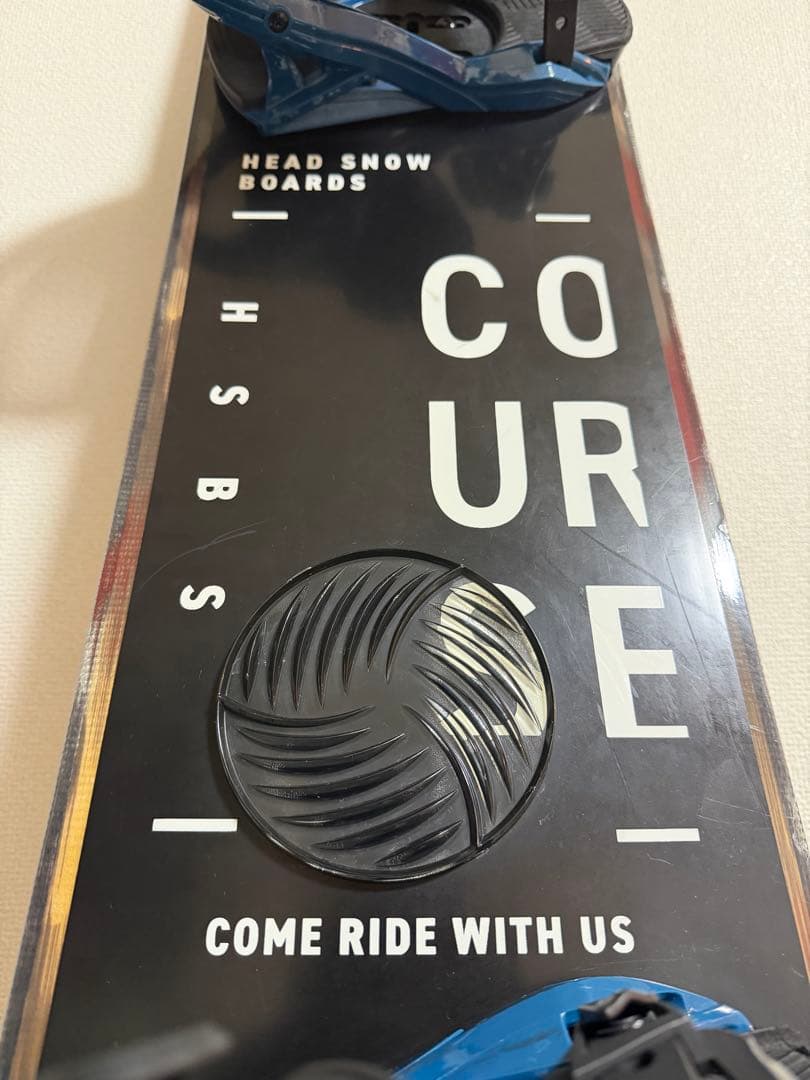 HEAD SNOW
BOARDS
H
S
B
S
CO
UR
SE
COME RIDE WITH US